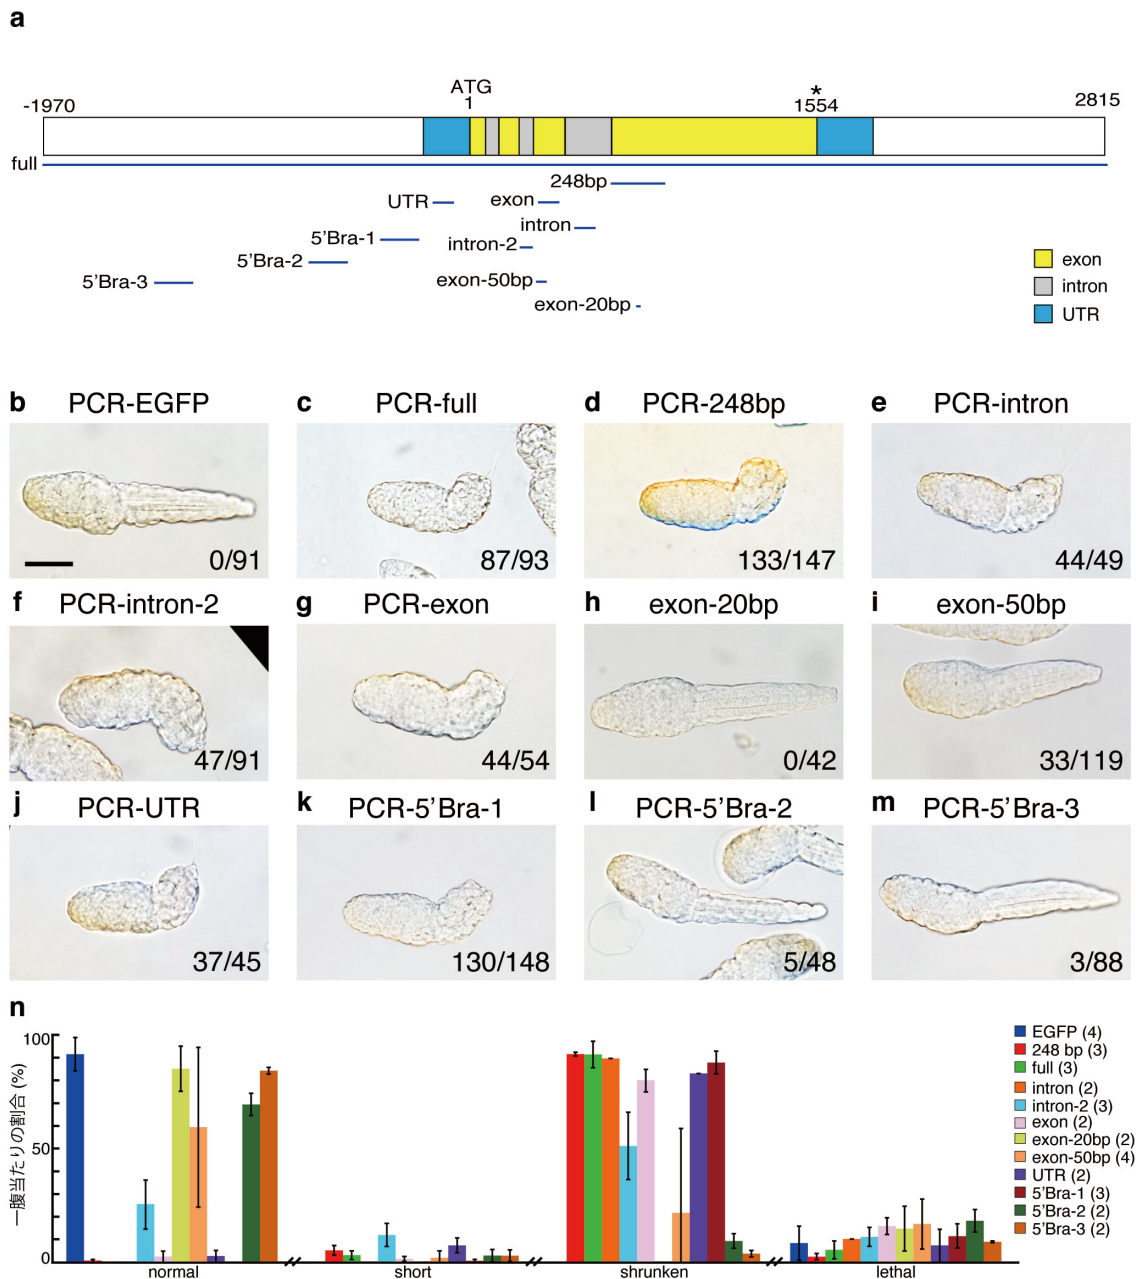 a
ATG
-1970
1
*
1554
2815
full
248bp
UTR
exon
intron
5'Bra-1
intron-2
5'Bra-2
exon
5'Bra-3
exon-50bp
intron
exon-20bp
UTR
b PCR-EGFP
0/91
c PCR-full
87/93
d PCR-248bp
133/147
e PCR-intron
44/49
f PCR-intron-2
47/91
g PCR-exon
44/54
h exon-20bp
0/42
i exon-50bp
33/119
j PCR-UTR
37/45
k PCR-5'Bra-1
130/148
l PCR-5'Bra-2
5/48
m PCR-5'Bra-3
3/88
n
一腹当たりの割合 (%)
100
50
0
normal
short
shrunken
lethal
EGFP (4)
248 bp (3)
full (3)
intron (2)
intron-2 (3)
exon (2)
exon-20bp (2)
exon-50bp (4)
UTR (2)
5'Bra-1 (3)
5'Bra-2 (2)
5'Bra-3 (2)